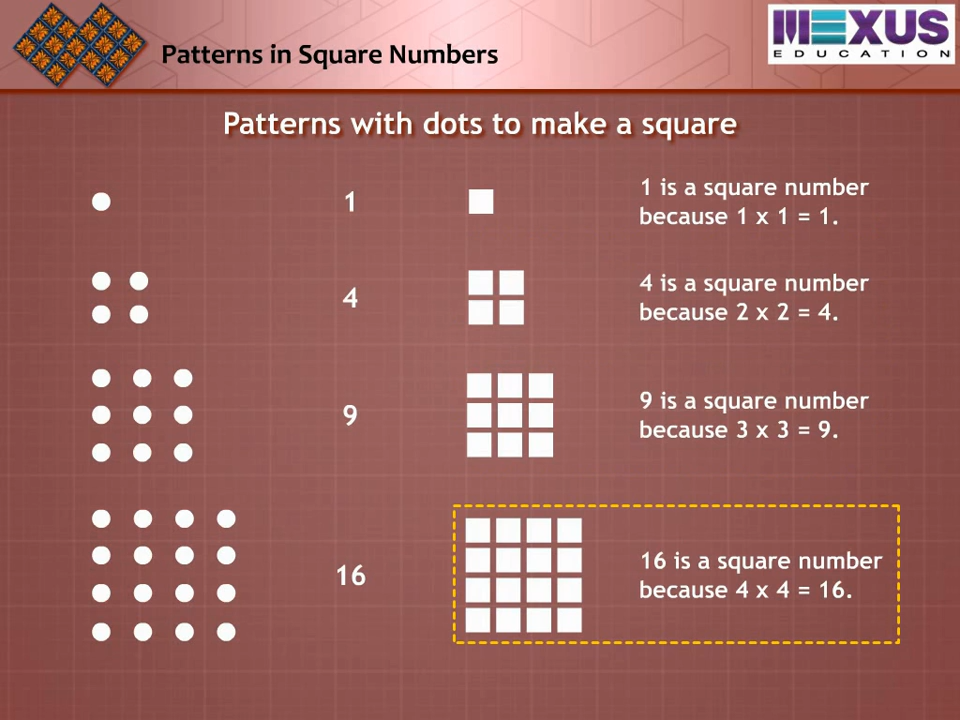 Patterns in Square Numbers
MEXUS
EDUCATION
Patterns with dots to make a square
1
1 is a square number
because 1 x 1 = 1.
4
4 is a square number
because 2 x 2 = 4.
9
9 is a square number
because 3 x 3 = 9.
16
16 is a square number
because 4 x 4 = 16.